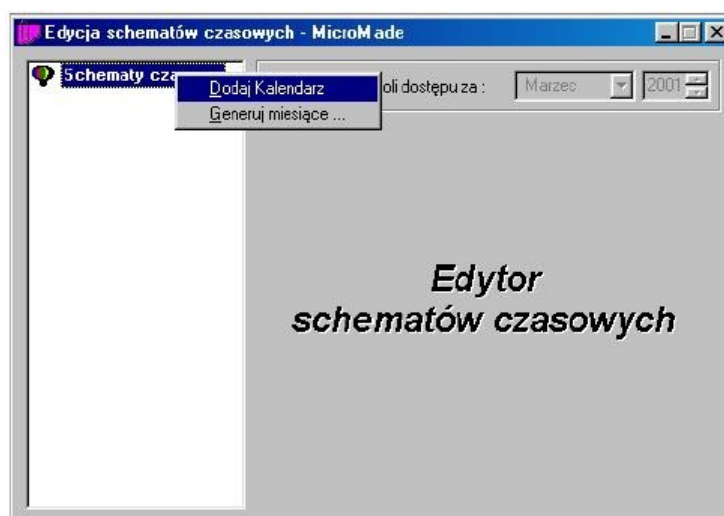 Edycja schematów czasowych - MicroMade
Schematy cza
Dodaj Kalendarz
Generuj miesiące ...
oli dostępu za :
Marzec
2001
Edytor
schematów czasowych